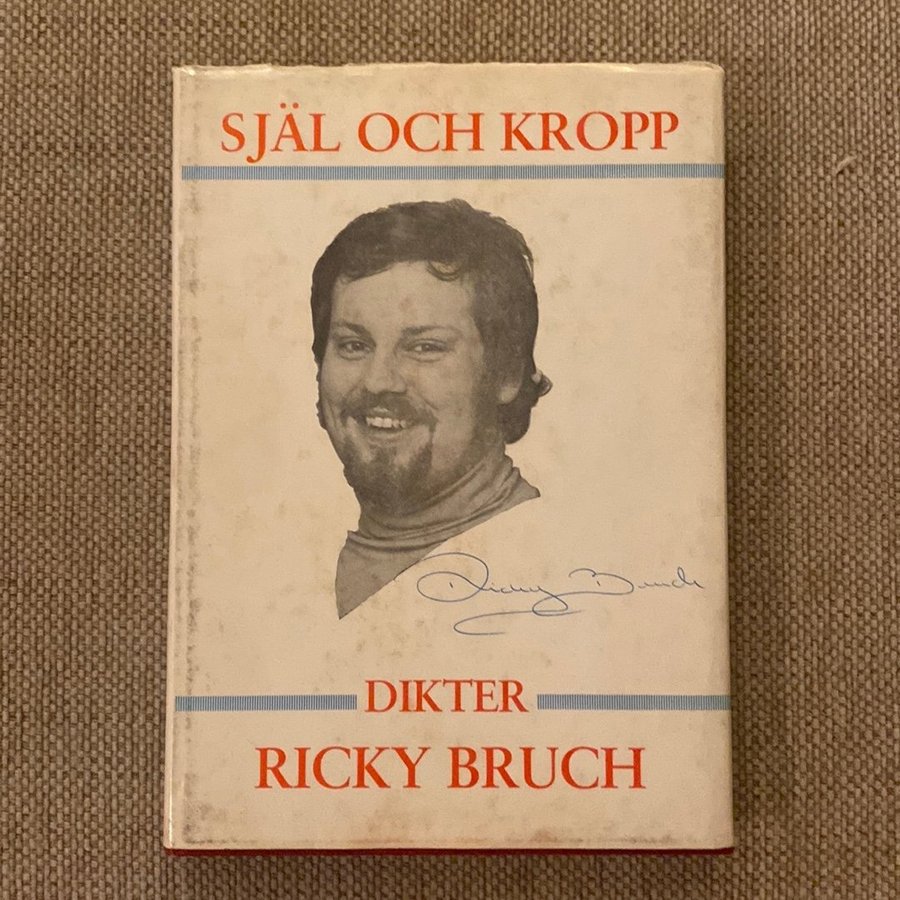 SJÄL OCH KROPP
Ricky Bruch
DIKTER
RICKY BRUCH